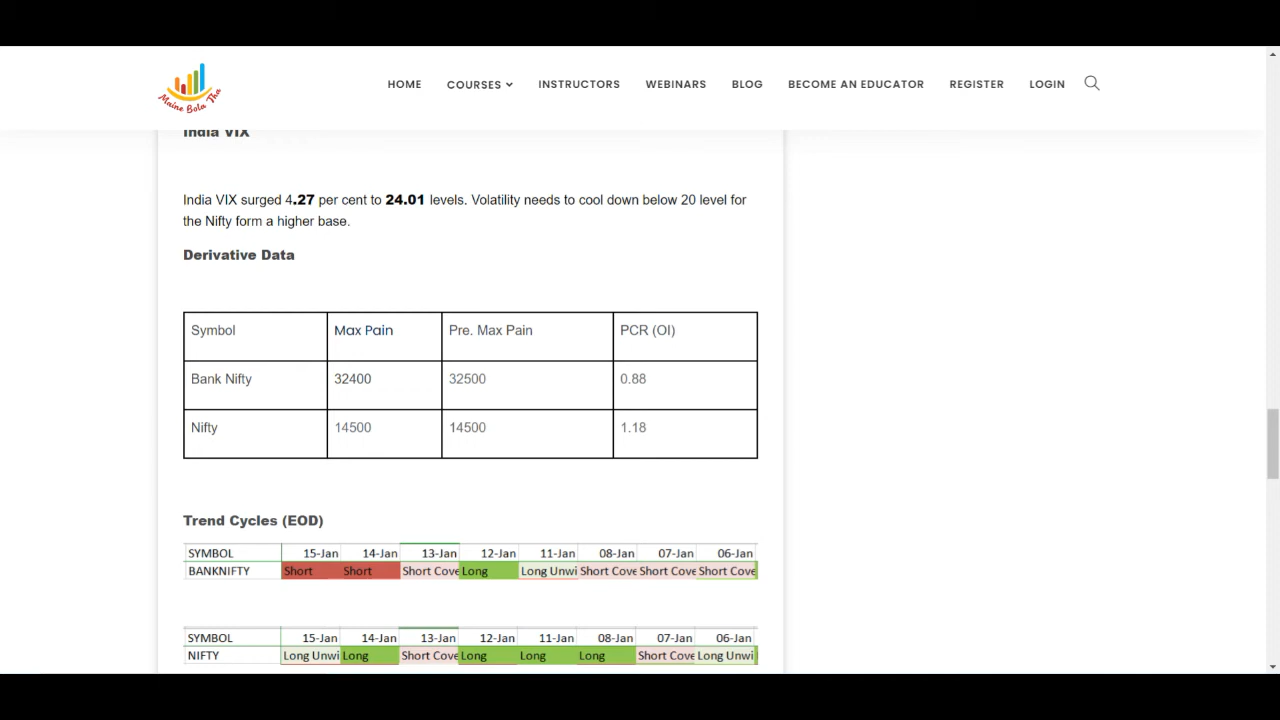 Maine Bola Tha
HOME COURSES INSTRUCTORS WEBINARS BLOG BECOME AN EDUCATOR REGISTER LOGIN
India VIX
India VIX surged 4.27 per cent to 24.01 levels. Volatility needs to cool down below 20 level for
the Nifty form a higher base.
Derivative Data
Symbol Max Pain Pre. Max Pain PCR (OI)
Bank Nifty 32400 32500 0.88
Nifty 14500 14500 1.18
Trend Cycles (EOD)
SYMBOL 15-Jan 14-Jan 13-Jan 12-Jan 11-Jan 08-Jan 07-Jan 06-Jan
BANKNIFTY Short Short Short Cove Long Long Unwi Short Cove Short Cove Short Cove
SYMBOL 15-Jan 14-Jan 13-Jan 12-Jan 11-Jan 08-Jan 07-Jan 06-Jan
NIFTY Long Unwi Long Short Cove Long Long Long Short Cove Long Unwi